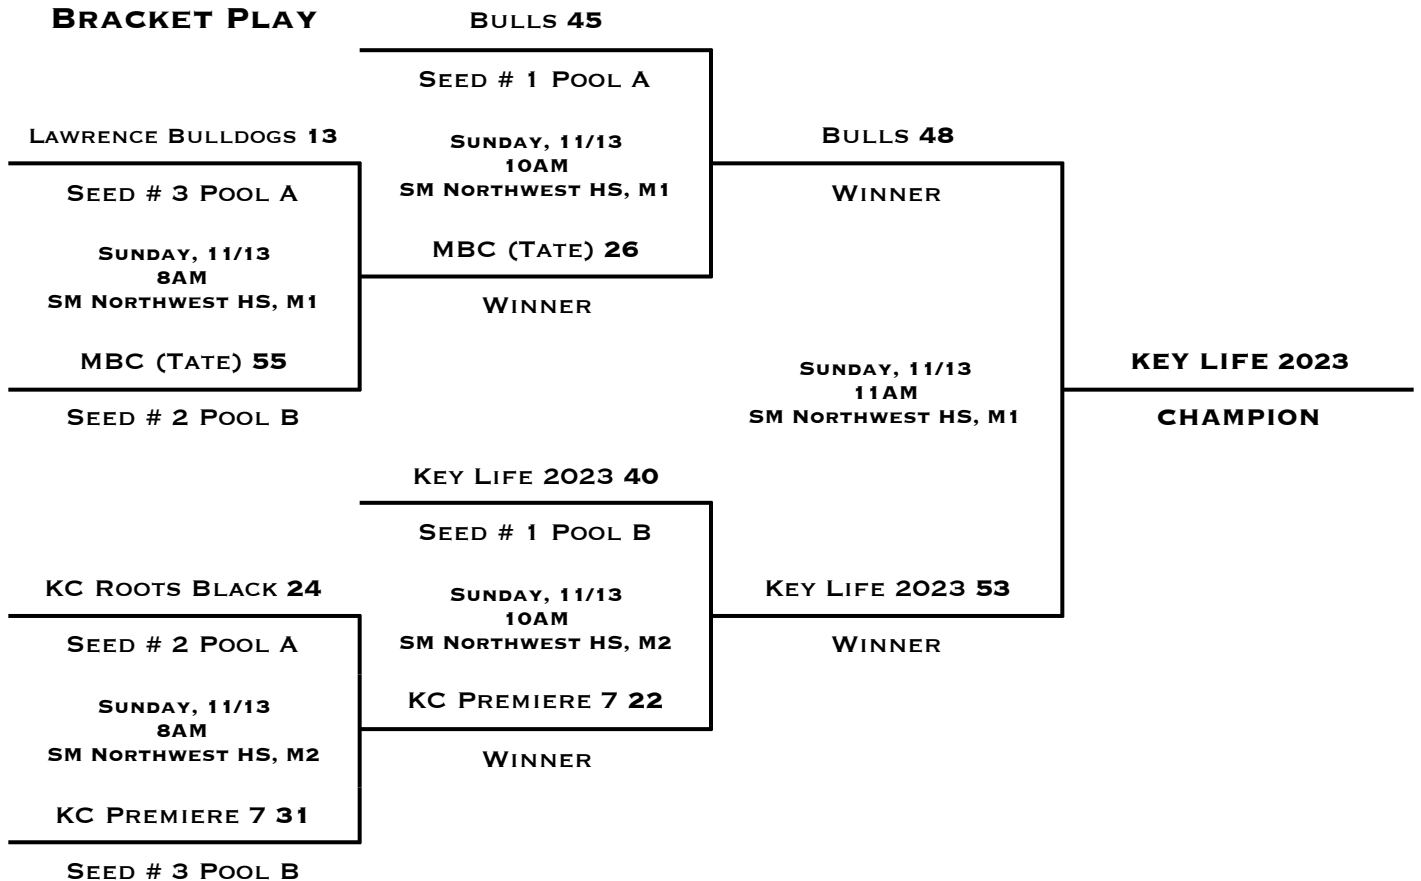 Bracket Play
Bulls 45
Seed # 1 Pool A
Lawrence Bulldogs 13
Sunday, 11/13
10AM
SM Northwest HS, M1
Bulls 48
Seed # 3 Pool A
Winner
Sunday, 11/13
8AM
SM Northwest HS, M1
MBC (Tate) 26
Winner
MBC (Tate) 55
Seed # 2 Pool B
Sunday, 11/13
11AM
SM Northwest HS, M1
KEY LIFE 2023
CHAMPION
Key Life 2023 40
Seed # 1 Pool B
KC Roots Black 24
Sunday, 11/13
10AM
SM Northwest HS, M2
Key Life 2023 53
Seed # 2 Pool A
Winner
Sunday, 11/13
8AM
SM Northwest HS, M2
KC Premiere 7 22
Winner
KC Premiere 7 31
Seed # 3 Pool B